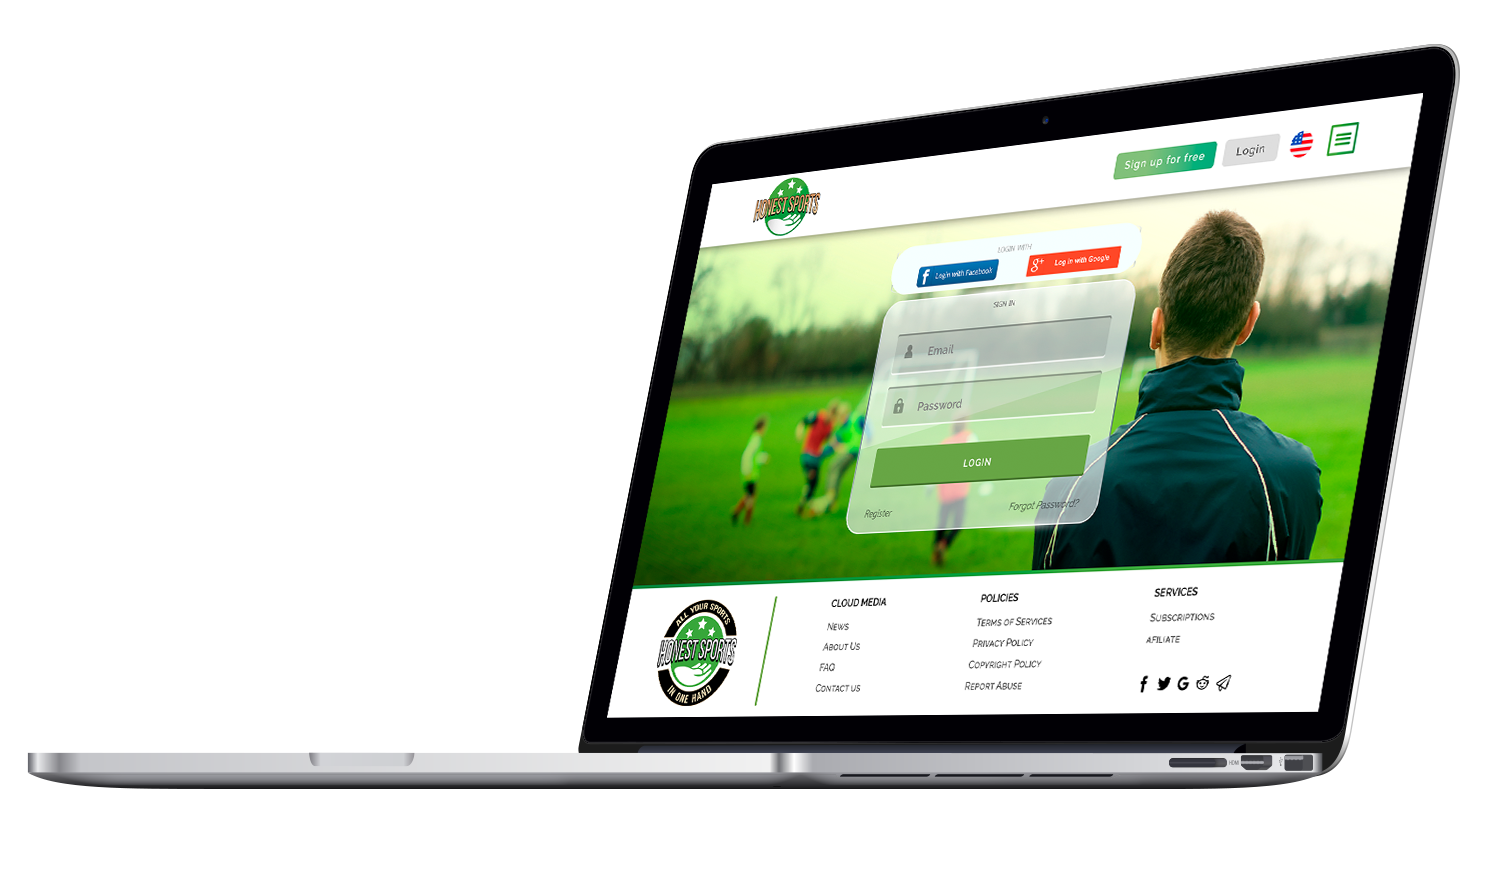 Sign up for free
Login
HONEST SPORTS
LOGIN WITH
Login with Facebook
g+ Log in with Google
SIGN IN
Email
Password
LOGIN
Register
Forgot Password?
ALL YOUR SPORTS
HONEST SPORTS
IN ONE HAND
CLOUD MEDIA
News
About Us
FAQ
Contact us
POLICIES
Terms of Services
Privacy Policy
Copyright Policy
Report Abuse
SERVICES
Subscriptions
afiliate
HDMI